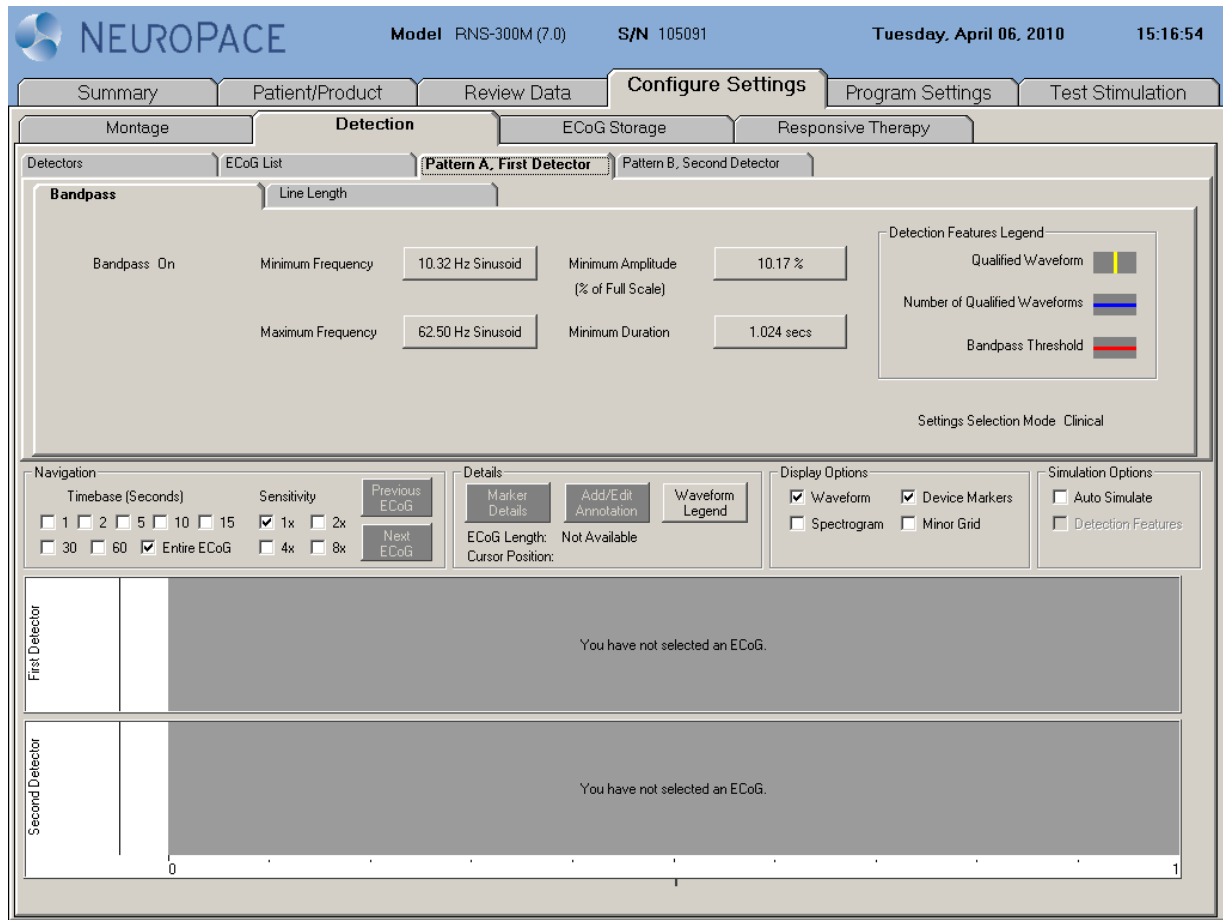 NEUROPACE Model RNS-300M (7.0) S/N 105091 Tuesday, April 06, 2010 15:16:54
Summary Patient/Product Review Data Configure Settings Program Settings Test Stimulation
Montage Detection ECoG Storage Responsive Therapy
Detectors ECoG List Pattern A, First Detector Pattern B, Second Detector
Bandpass Line Length
Bandpass On
Minimum Frequency 10.32 Hz Sinusoid
Minimum Amplitude 10.17 %
(% of Full Scale)
Maximum Frequency 62.50 Hz Sinusoid
Minimum Duration 1.024 secs
Detection Features Legend
Qualified Waveform
Number of Qualified Waveforms
Bandpass Threshold
Settings Selection Mode Clinical
Navigation
Timebase (Seconds)
1 2 5 10 15
30 60 Entire ECoG
Sensitivity
1x 2x
4x 8x
Previous
ECoG
Next
ECoG
Details
Marker
Details
Add/Edit
Annotation
Waveform
Legend
ECoG Length: Not Available
Cursor Position:
Display Options
Waveform Device Markers
Spectrogram Minor Grid
Simulation Options
Auto Simulate
Detection Features
First Detector
You have not selected an ECoG.
Second Detector
You have not selected an ECoG.
0 1